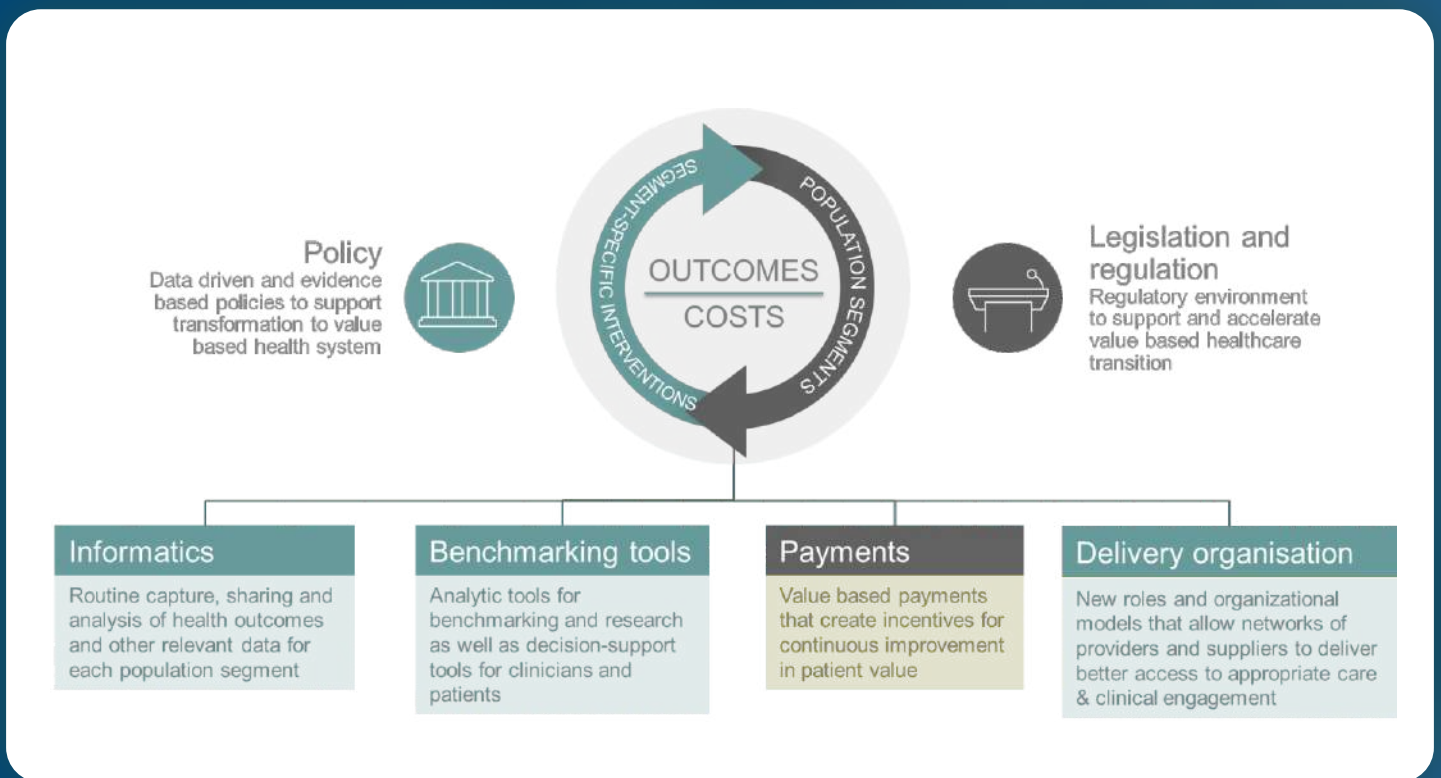 SEGMENT-SPECIFIC INTERVENTIONS
POPULATION SEGMENTS
OUTCOMES
COSTS
Policy
Data driven and evidence
based policies to support
transformation to value
based health system
Legislation and
regulation
Regulatory environment
to support and accelerate
value based healthcare
transition
Informatics
Routine capture, sharing and
analysis of health outcomes
and other relevant data for
each population segment
Benchmarking tools
Analytic tools for
benchmarking and research
as well as decision-support
tools for clinicians and
patients
Payments
Value based payments
that create incentives for
continuous improvement
in patient value
Delivery organisation
New roles and organizational
models that allow networks of
providers and suppliers to deliver
better access to appropriate care
& clinical engagement